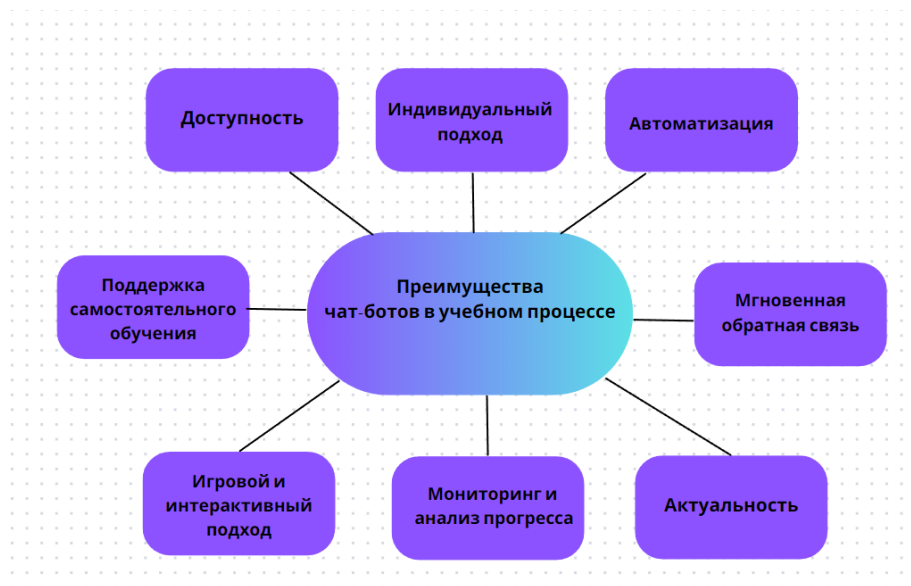 Доступность
Индивидуальный
подход
Автоматизация
Преимущества
чат-ботов в учебном процессе
Поддержка
самостоятельного
обучения
Мгновенная
обратная связь
Игровой и
интерактивный
подход
Мониторинг и
анализ прогресса
Актуальность